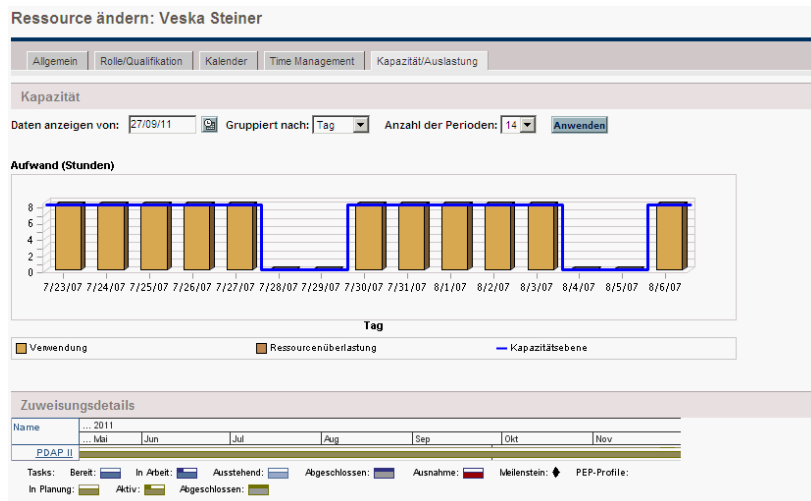 Ressource ändern: Veska Steiner
Allgemein Rolle/Qualifikation Kalender Time Management Kapazität/Auslastung
Kapazität
Daten anzeigen von: 27/09/11 Gruppiert nach: Tag Anzahl der Perioden: 14 Anwenden
Aufwand (Stunden)
8
6
4
2
0
7/23/07 7/24/07 7/25/07 7/26/07 7/27/07 7/28/07 7/29/07 7/30/07 7/31/07 8/1/07 8/2/07 8/3/07 8/4/07 8/5/07 8/6/07
Tag
Verwendung Ressourcenüberlastung Kapazitätsebene
Zuweisungsdetails
Name ... 2011
... Mai Jun Jul Aug Sep Okt Nov
PDAP II
Tasks: Bereit: In Arbeit: Ausstehend: Abgeschlossen: Ausnahme: Meilenstein: PEP-Profile:
In Planung: Aktiv: Abgeschlossen: